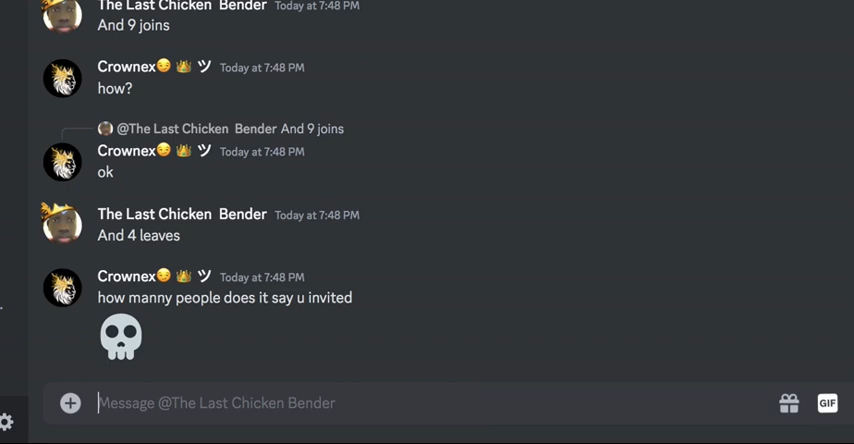 The Last Chicken Bender Today at 7:48 PM
And 9 joins
Crownex😏 👑 ツ Today at 7:48 PM
how?
@The Last Chicken Bender And 9 joins
Crownex😏 👑 ツ Today at 7:48 PM
ok
The Last Chicken Bender Today at 7:48 PM
And 4 leaves
Crownex😏 👑 ツ Today at 7:48 PM
how manny people does it say u invited
Message @The Last Chicken Bender
GIF